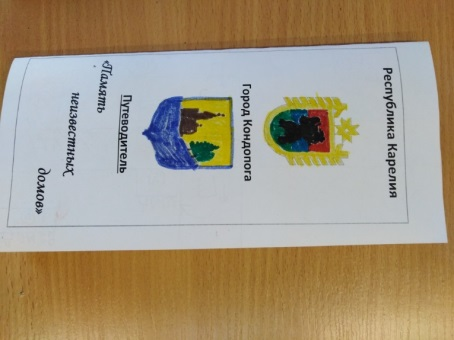 Республика Карелия
Город Кондопога
Путеводитель
«Память
неизвестных
домов»